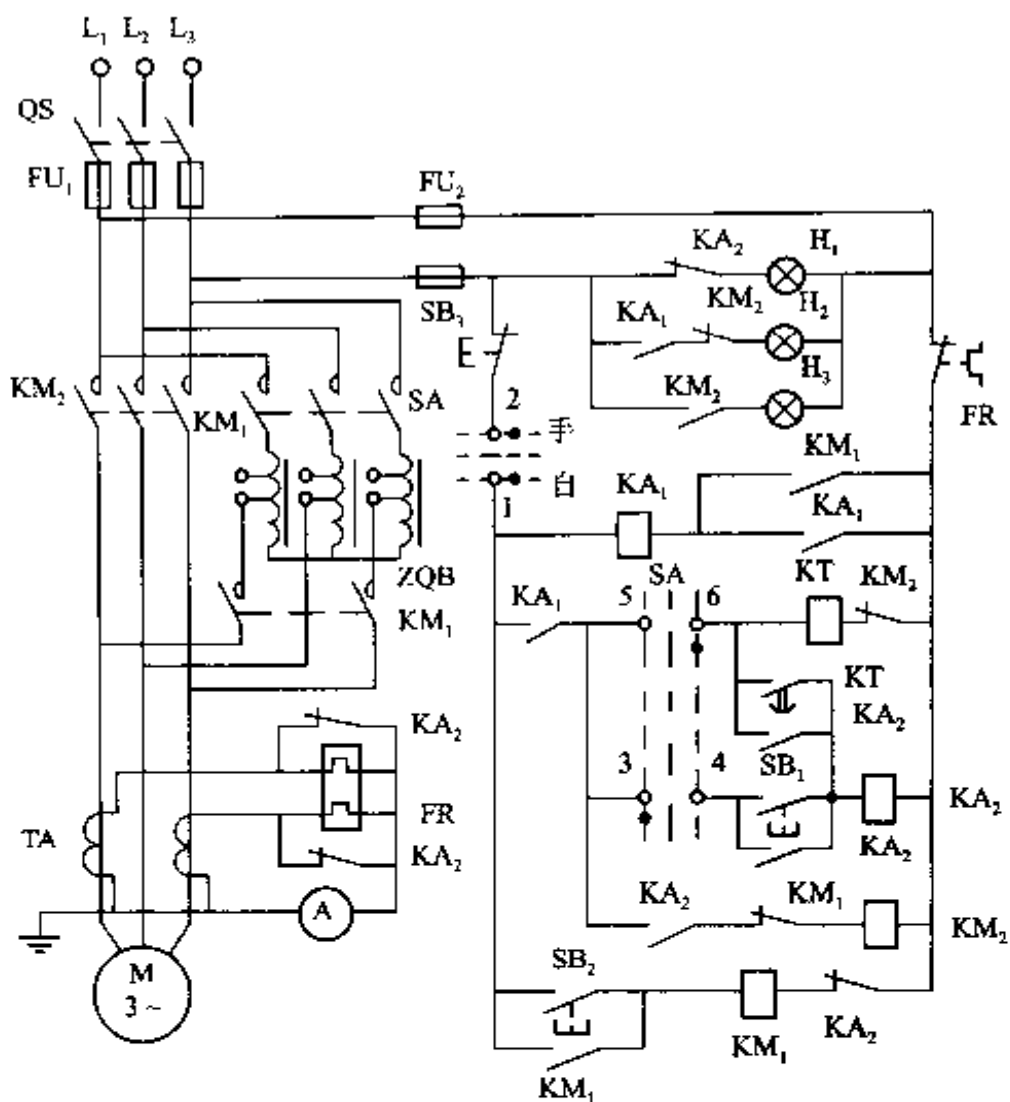 L₁ L₂ L₃
QS
FU₁
FU₂
KA₂ H₁
SB₃
KM₂ H₂
KA₁
H₃
KM₂
KM₂
KM₁
SA
2
手
FR
白
1
KM₁
KA₁
KA₁
ZQB
KM₁
KA₁
5
SA
6
KT
KM₂
KT
KA₂
KA₂
3
4
SB₁
KA₂
FR
TA
KA₂
KA₂
A
KA₂
KM₁
KM₂
M
3 ~
SB₂
KM₁
KA₂
KM₁